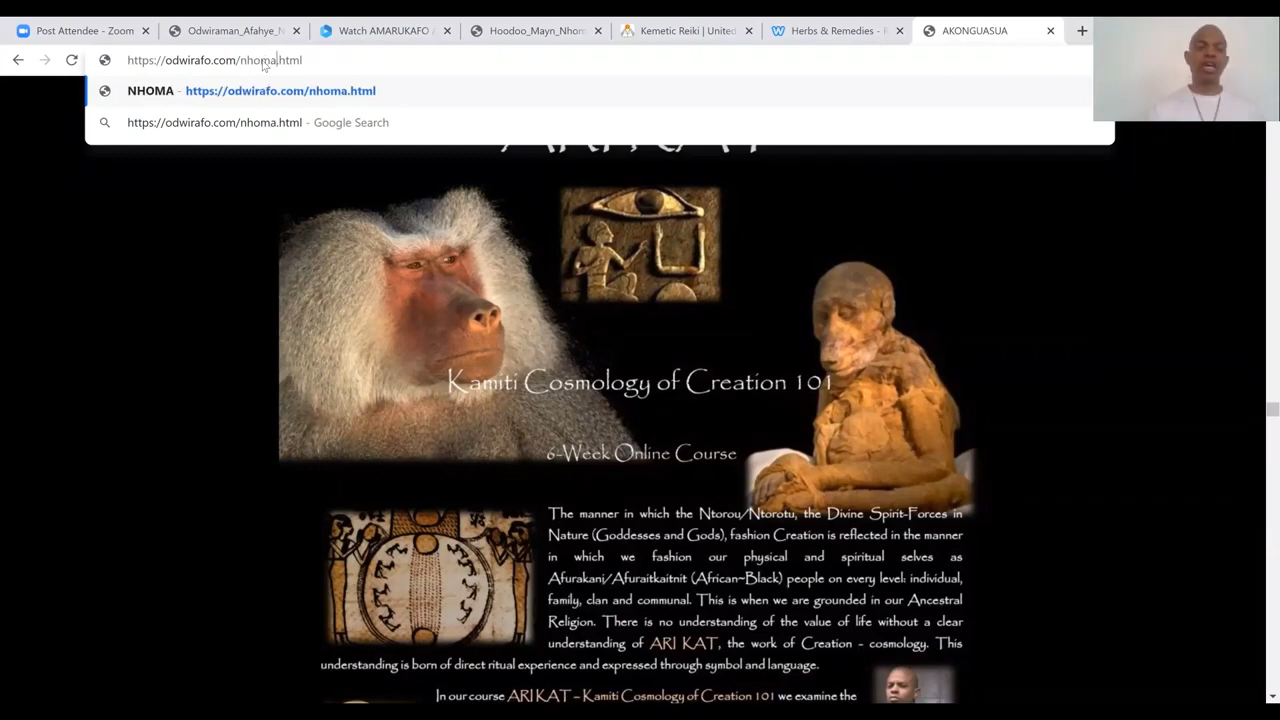 Post Attendee - Zoom
Odwiraman_Afahye_N
Watch AMARUKAFO
Hoodoo_Mayn_Nhom
Kemetic Reiki | United
Herbs & Remedies -
AKONGUASUA
https://odwirafo.com/nhoma.html
NHOMA - https://odwirafo.com/nhoma.html
https://odwirafo.com/nhoma.html - Google Search
Kamiti Cosmology of Creation 101
6-Week Online Course
The manner in which the Ntorou/Ntorotu, the Divine Spirit-Forces in
Nature (Goddesses and Gods), fashion Creation is reflected in the manner
in which we fashion our physical and spiritual selves as
Afurakani/Afuraitkaitnit (African~Black) people on every level: individual,
family, clan and communal. This is when we are grounded in our Ancestral
Religion. There is no understanding of the value of life without a clear
understanding of ARI KAT, the work of Creation - cosmology. This
understanding is born of direct ritual experience and expressed through symbol and language.
In our course ARI KAT – Kamiti Cosmology of Creation 101 we examine the